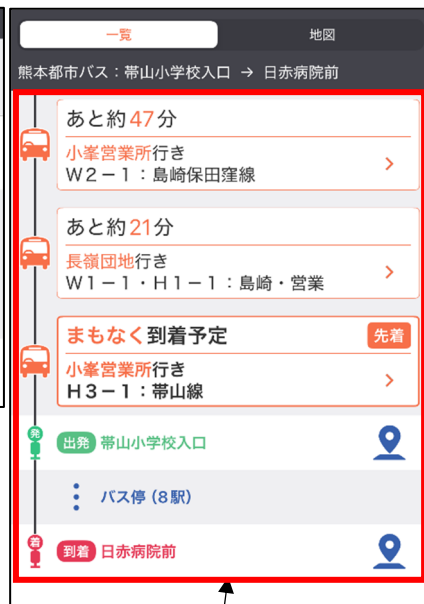 一覧
地図
熊本都市バス：帯山小学校入口 → 日赤病院前
あと約47分
小峯営業所行き
W2－1：島崎保田窪線
あと約21分
長嶺団地行き
W1－1・H1－1：島崎・営業
まもなく到着予定
先着
小峯営業所行き
H3－1：帯山線
発
出発 帯山小学校入口
バス停 (8駅)
着
到着 日赤病院前